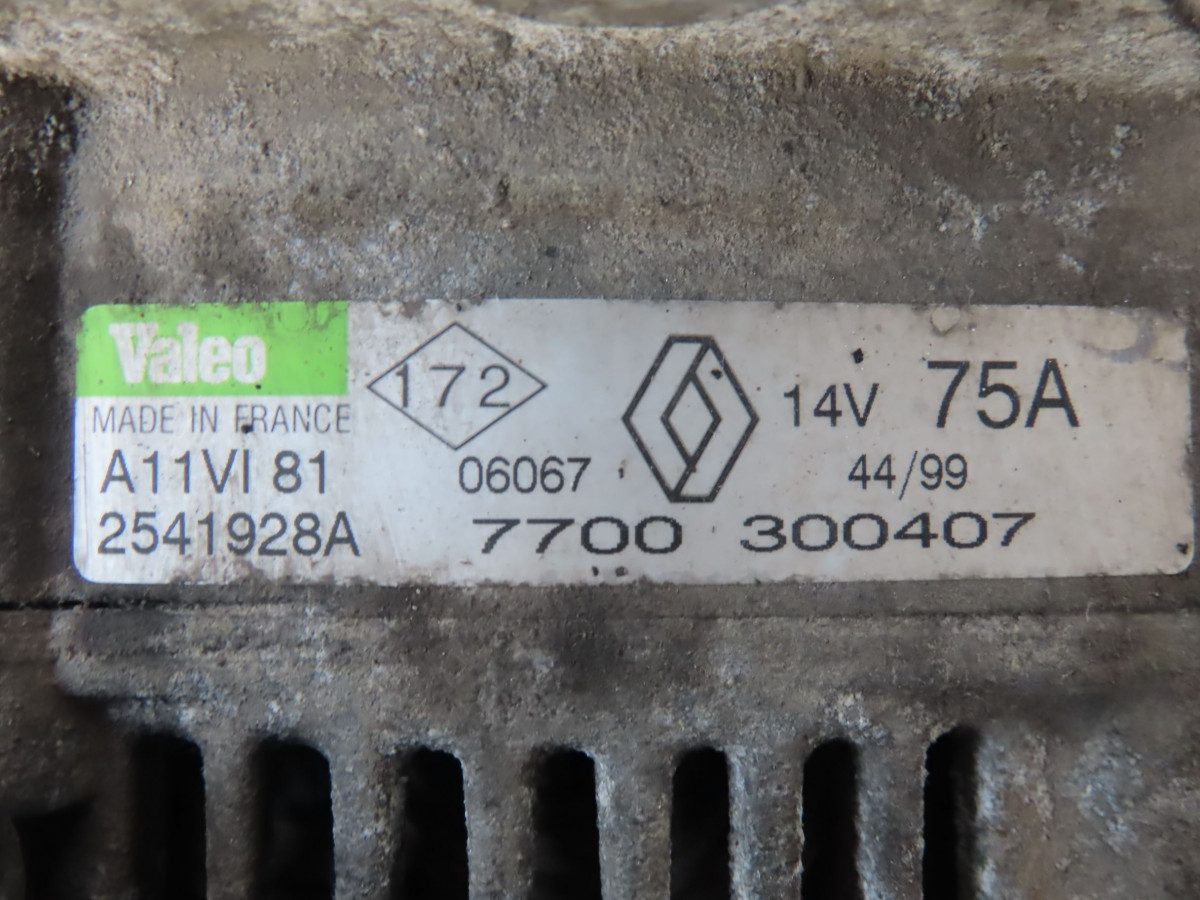 Valeo
MADE IN FRANCE
172
14V 75A
A11VI 81 06067 44/99
2541928A 7700 300407